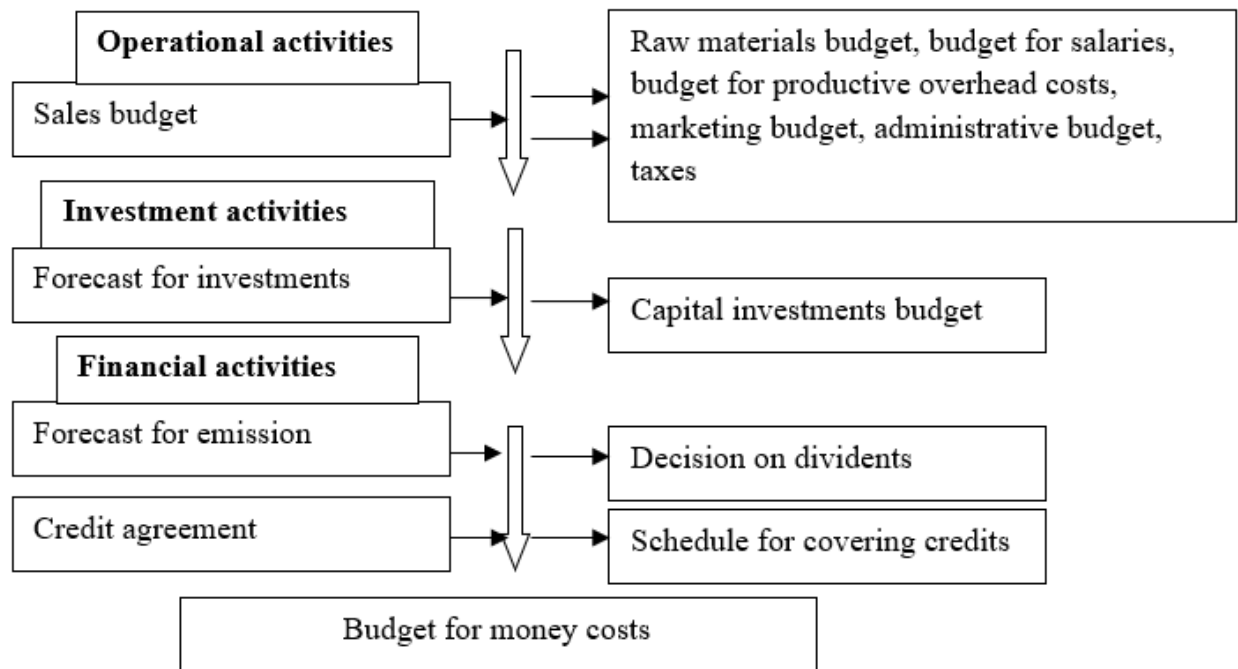 Operational activities
Sales budget
Raw materials budget, budget for salaries,
budget for productive overhead costs,
marketing budget, administrative budget,
taxes
Investment activities
Forecast for investments
Capital investments budget
Financial activities
Forecast for emission
Decision on dividents
Credit agreement
Schedule for covering credits
Budget for money costs